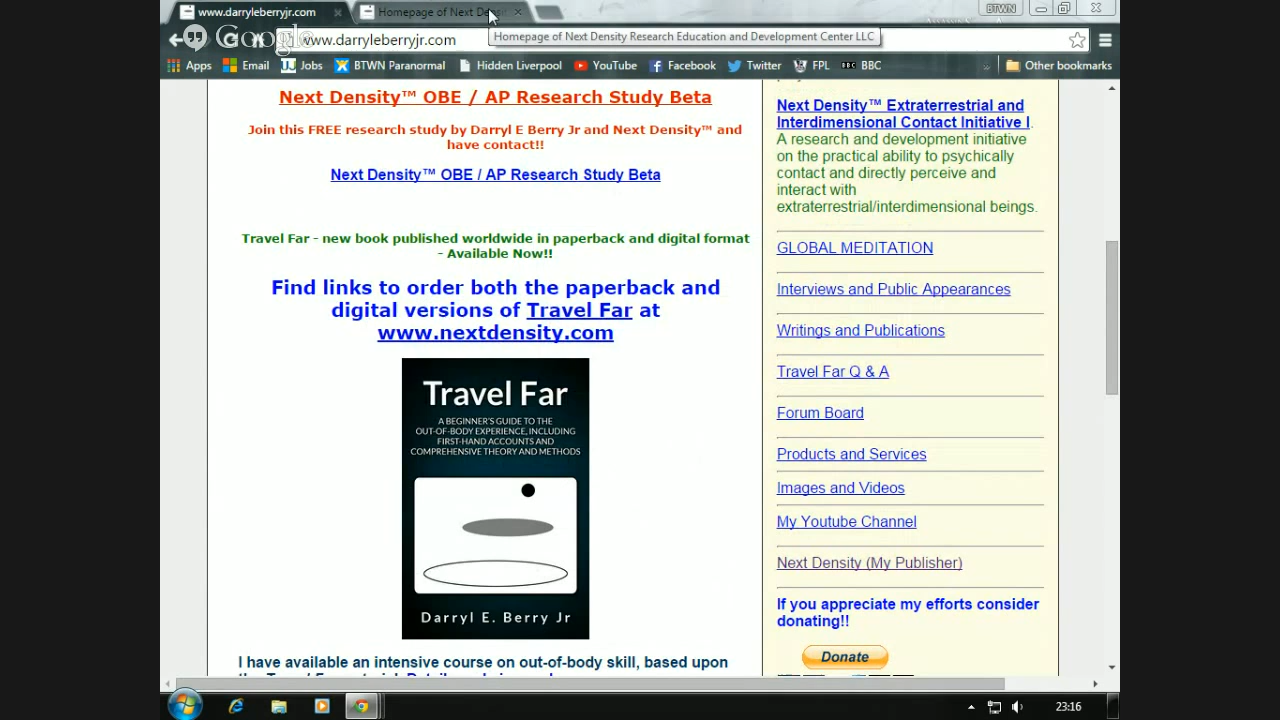 www.darryleberryjr.com
Homepage of Next Densi
BTWN
Google
www.darryleberryjr.com
Homepage of Next Density Research Education and Development Center LLC
Apps
Email
Jobs
BTWN Paranormal
Hidden Liverpool
YouTube
Facebook
Twitter
FPL
BBC
»
Other bookmarks
Next Density™ OBE / AP Research Study Beta
Join this FREE research study by Darryl E Berry Jr and Next Density™ and
have contact!!
Next Density™ OBE / AP Research Study Beta
Travel Far - new book published worldwide in paperback and digital format
- Available Now!!
Find links to order both the paperback and
digital versions of Travel Far at
www.nextdensity.com
Travel Far
A BEGINNER'S GUIDE TO THE
OUT-OF-BODY EXPERIENCE, INCLUDING
FIRST-HAND ACCOUNTS AND
COMPREHENSIVE THEORY AND METHODS
Darryl E. Berry Jr
I have available an intensive course on out-of-body skill, based upon
Next Density™ Extraterrestrial and
Interdimensional Contact Initiative I.
A research and development initiative
on the practical ability to psychically
contact and directly perceive and
interact with
extraterrestrial/interdimensional beings.
GLOBAL MEDITATION
Interviews and Public Appearances
Writings and Publications
Travel Far Q & A
Forum Board
Products and Services
Images and Videos
My Youtube Channel
Next Density (My Publisher)
If you appreciate my efforts consider
donating!!
Donate
23:16